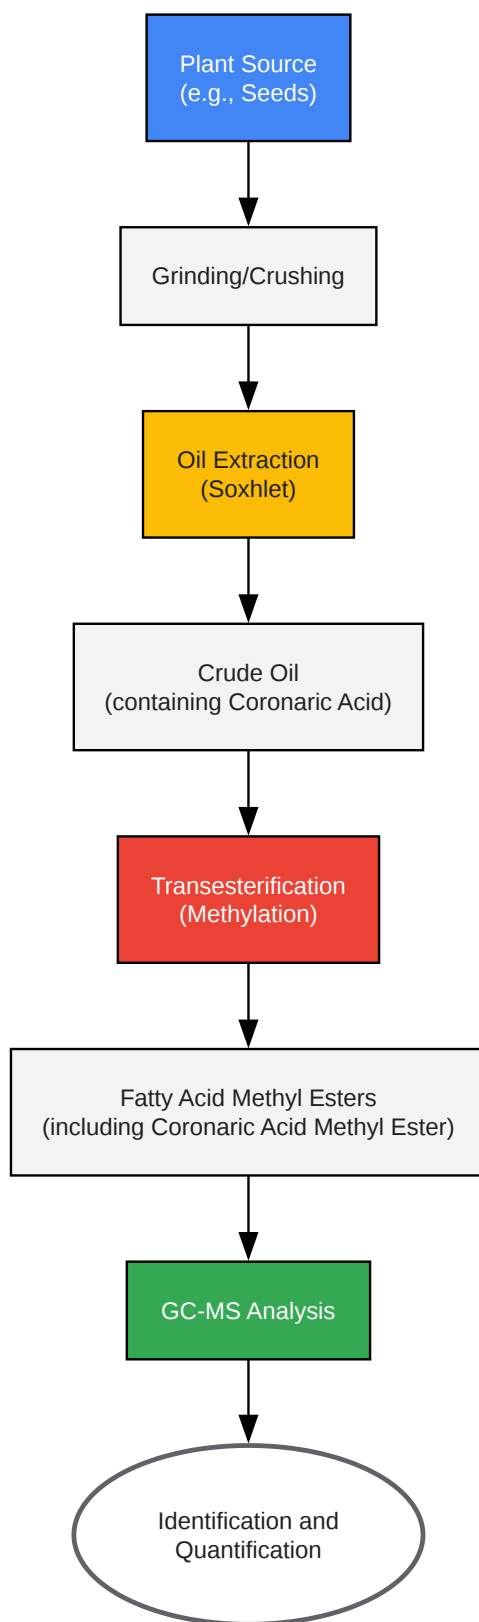 Plant Source
(e.g., Seeds)
Grinding/Crushing
Oil Extraction
(Soxhlet)
Crude Oil
(containing Coronaric Acid)
Transesterification
(Methylation)
Fatty Acid Methyl Esters
(including Coronaric Acid Methyl Ester)
GC-MS Analysis
Identification and
Quantification